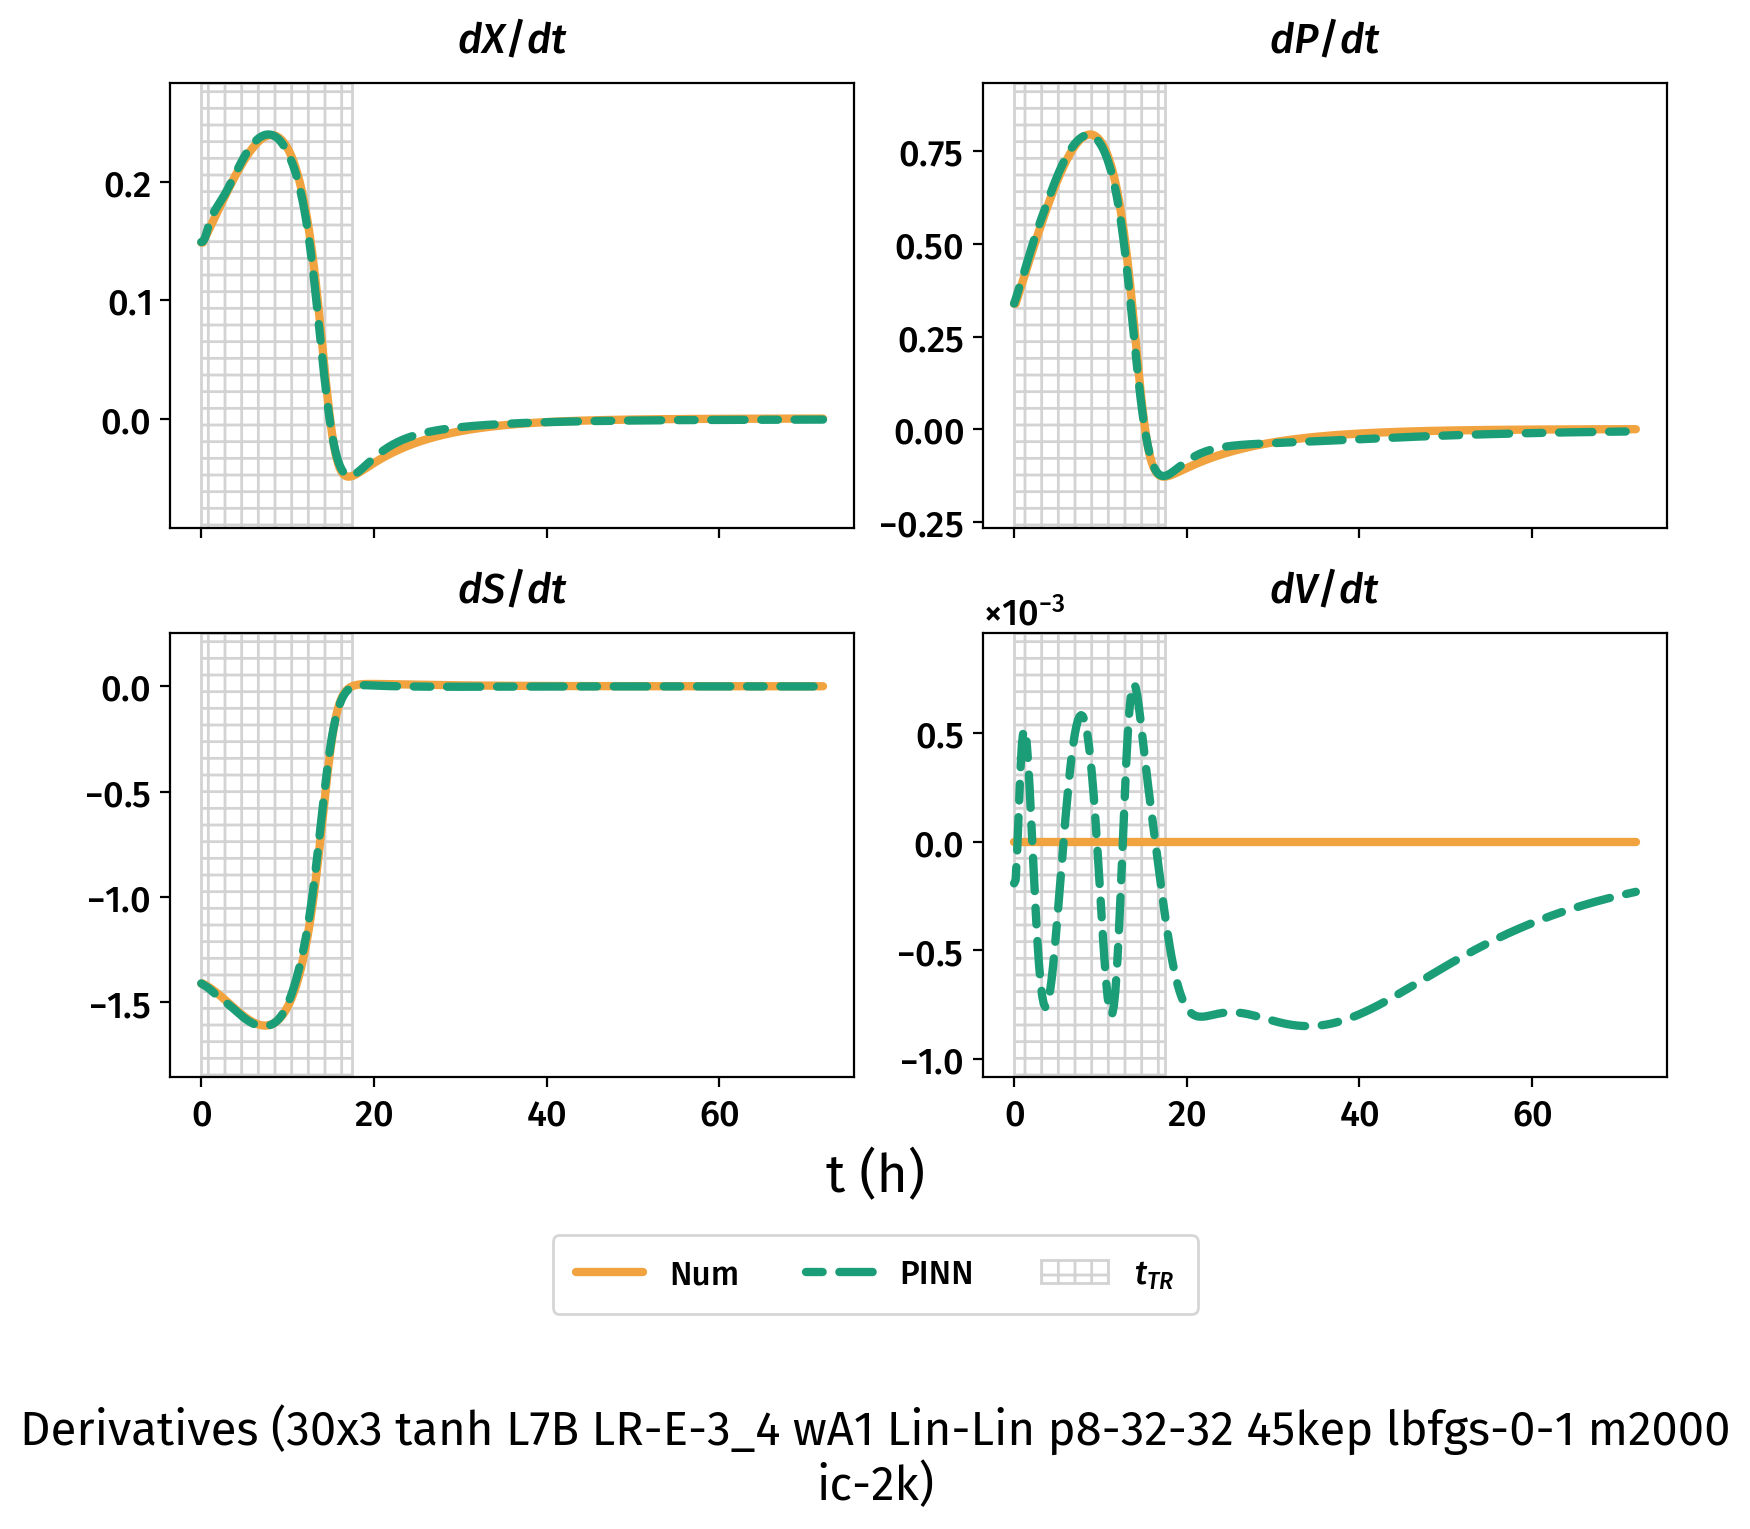 dX/dt
dP/dt
0.2
0.1
0.0
0.75
0.50
0.25
0.00
−0.25
dS/dt
dV/dt
×10⁻³
0.0
−0.5
−1.0
−1.5
0.5
0.0
−0.5
−1.0
0 20 40 60
0 20 40 60
t (h)
Num PINN t_TR
Derivatives (30x3 tanh L7B LR-E-3_4 wA1 Lin-Lin p8-32-32 45kep lbfgs-0-1 m2000
ic-2k)